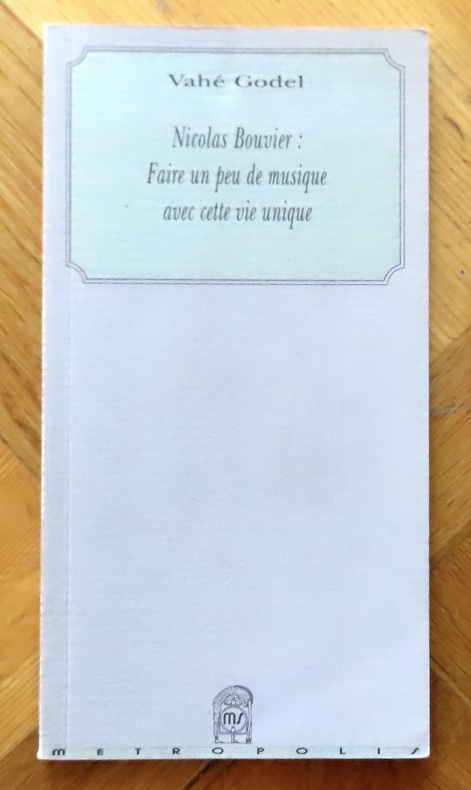 Vahé Godel
Nicolas Bouvier :
Faire un peu de musique
avec cette vie unique
ms
METROPOLIS